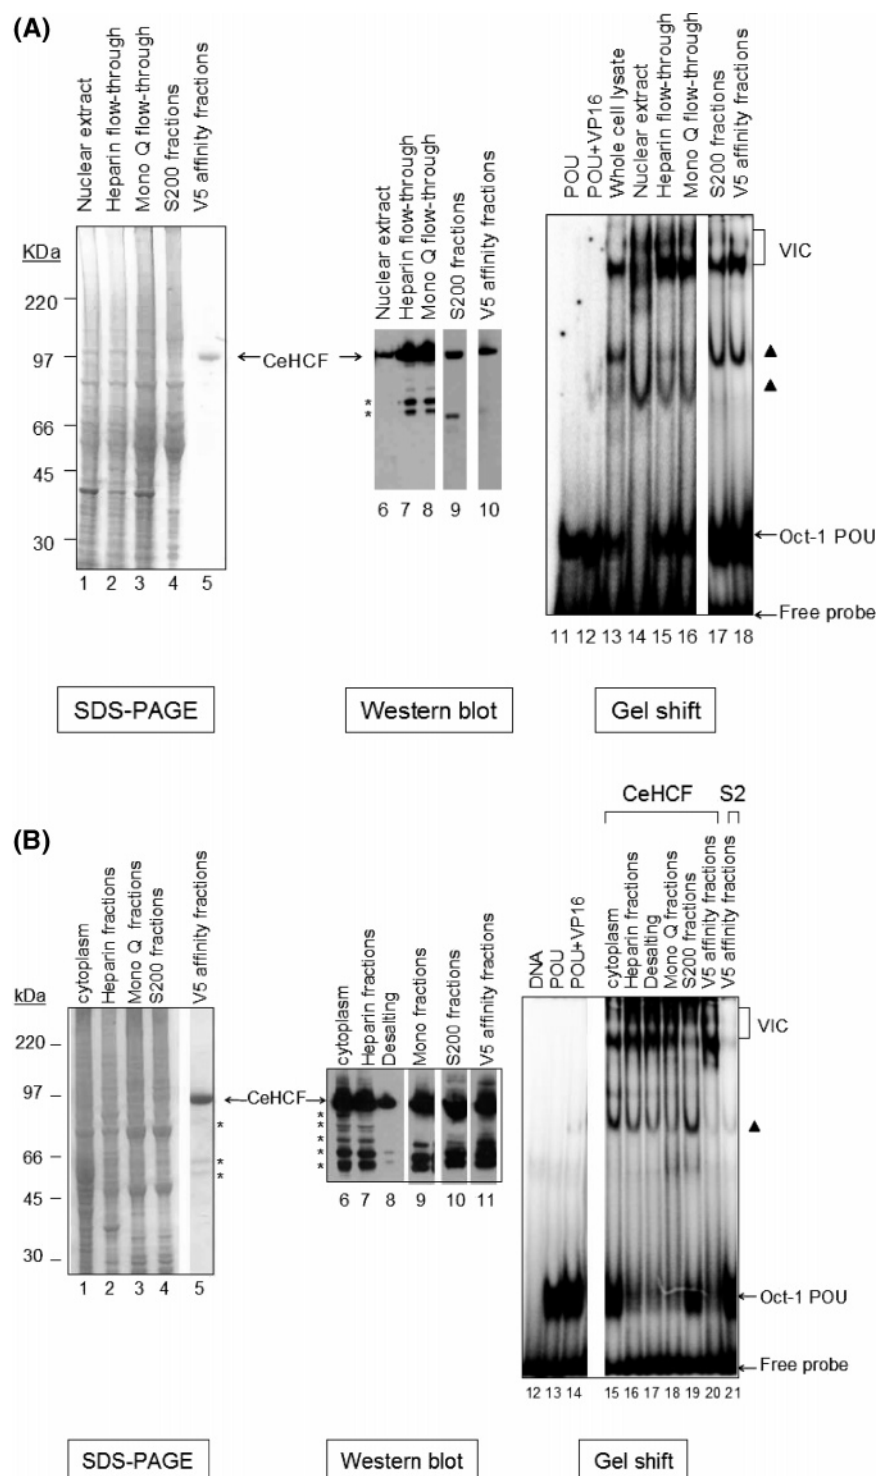 (A)
Nuclear extract
Heparin flow-through
Mono Q flow-through
S200 fractions
V5 affinity fractions
Nuclear extract
Heparin flow-through
Mono Q flow-through
S200 fractions
V5 affinity fractions
POU
POU+VP16
Whole cell lysate
Nuclear extract
Heparin flow-through
Mono Q flow-through
S200 fractions
V5 affinity fractions
KDa
220
97
66
45
30
CeHCF
*
*
VIC
Oct-1 POU
Free probe
1 2 3 4 5
6 7 8 9 10
11 12 13 14 15 16 17 18
SDS-PAGE
Western blot
Gel shift
(B)
CeHCF S2
cytoplasm
Heparin fractions
Mono Q fractions
S200 fractions
V5 affinity fractions
cytoplasm
Heparin fractions
Desalting
Mono fractions
S200 fractions
V5 affinity fractions
DNA
POU
POU+VP16
cytoplasm
Heparin fractions
Desalting
Mono Q fractions
S200 fractions
V5 affinity fractions
V5 affinity fractions
kDa
220
97
66
45
30
*
*
*
CeHCF
*
*
*
*
*
VIC
Oct-1 POU
Free probe
1 2 3 4 5
6 7 8 9 10 11
12 13 14 15 16 17 18 19 20 21
SDS-PAGE
Western blot
Gel shift